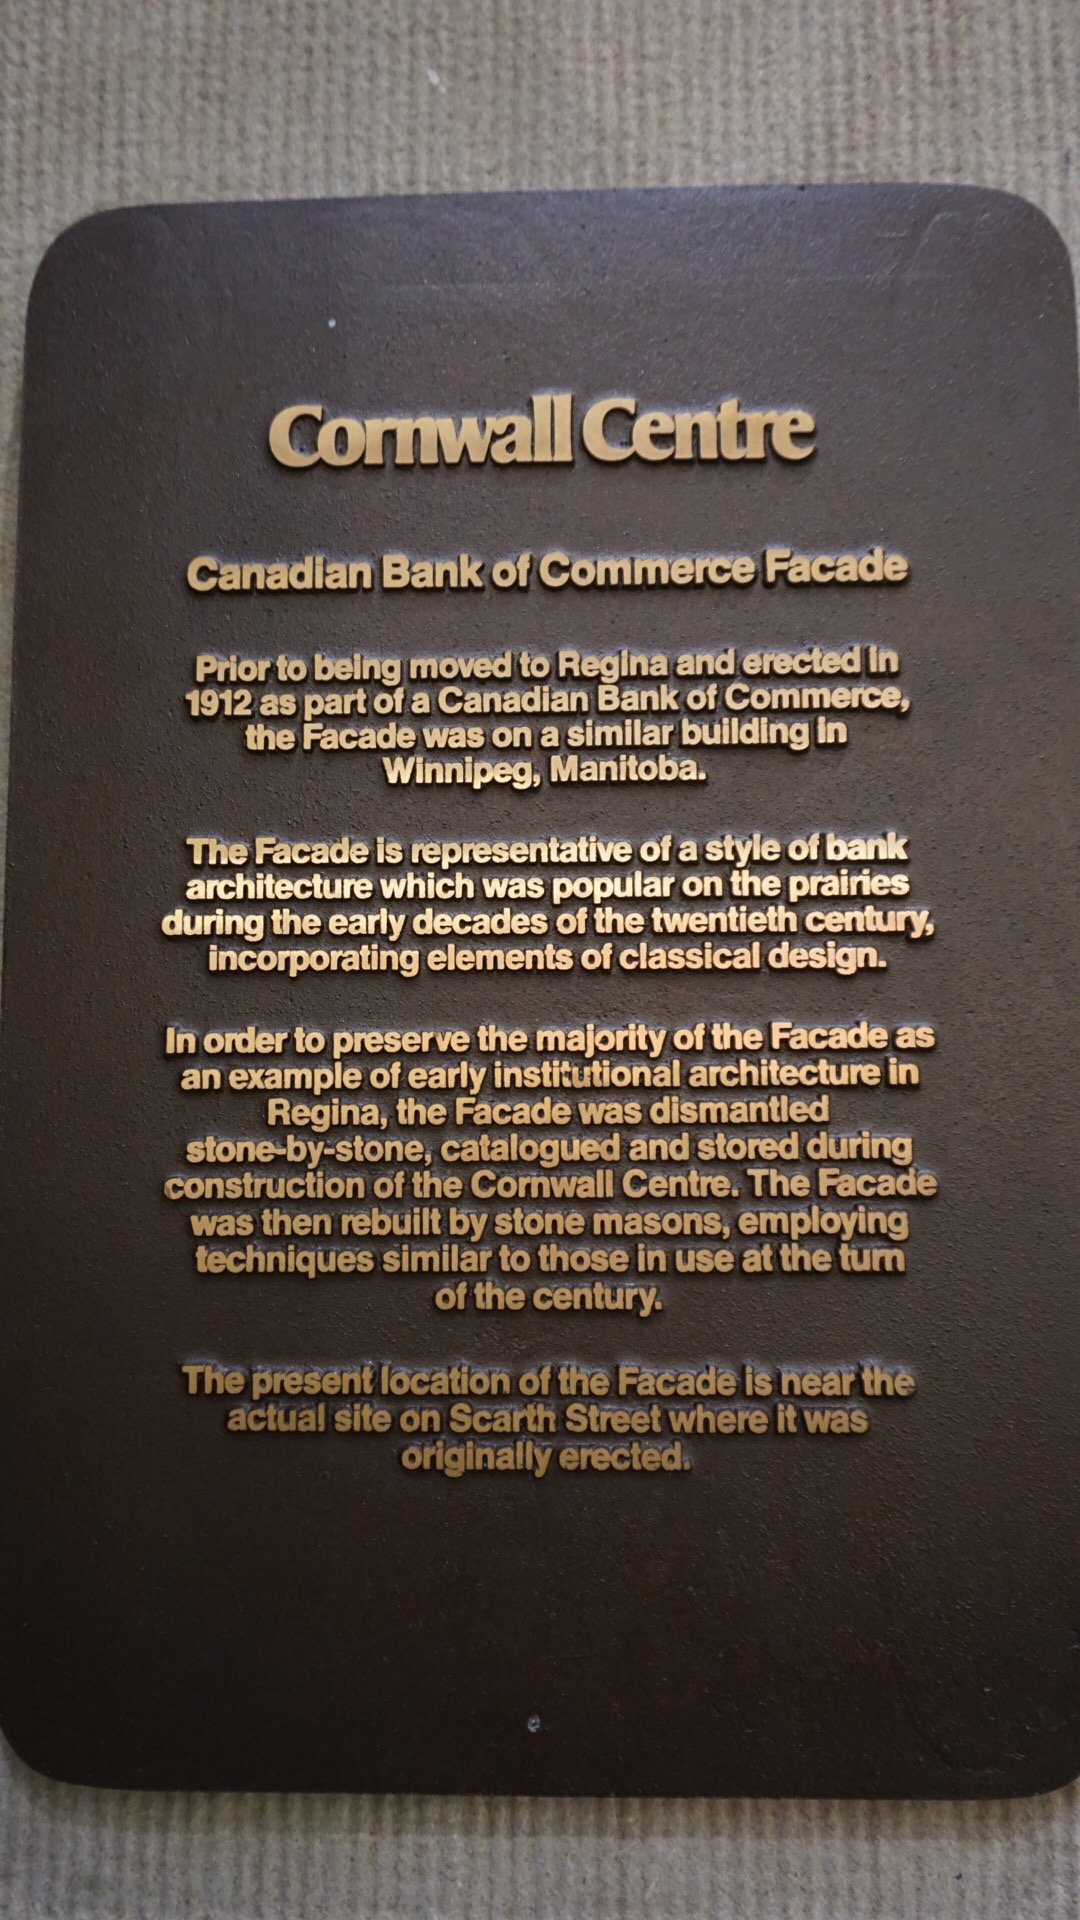 Cornwall Centre
Canadian Bank of Commerce Facade
Prior to being moved to Regina and erected in
1912 as part of a Canadian Bank of Commerce,
the Facade was on a similar building in
Winnipeg, Manitoba.
The Facade is representative of a style of bank
architecture which was popular on the prairies
during the early decades of the twentieth century,
incorporating elements of classical design.
In order to preserve the majority of the Facade as
an example of early institutional architecture in
Regina, the Facade was dismantled
stone-by-stone, catalogued and stored during
construction of the Cornwall Centre. The Facade
was then rebuilt by stone masons, employing
techniques similar to those in use at the turn
of the century.
The present location of the Facade is near the
actual site on Scarth Street where it was
originally erected.